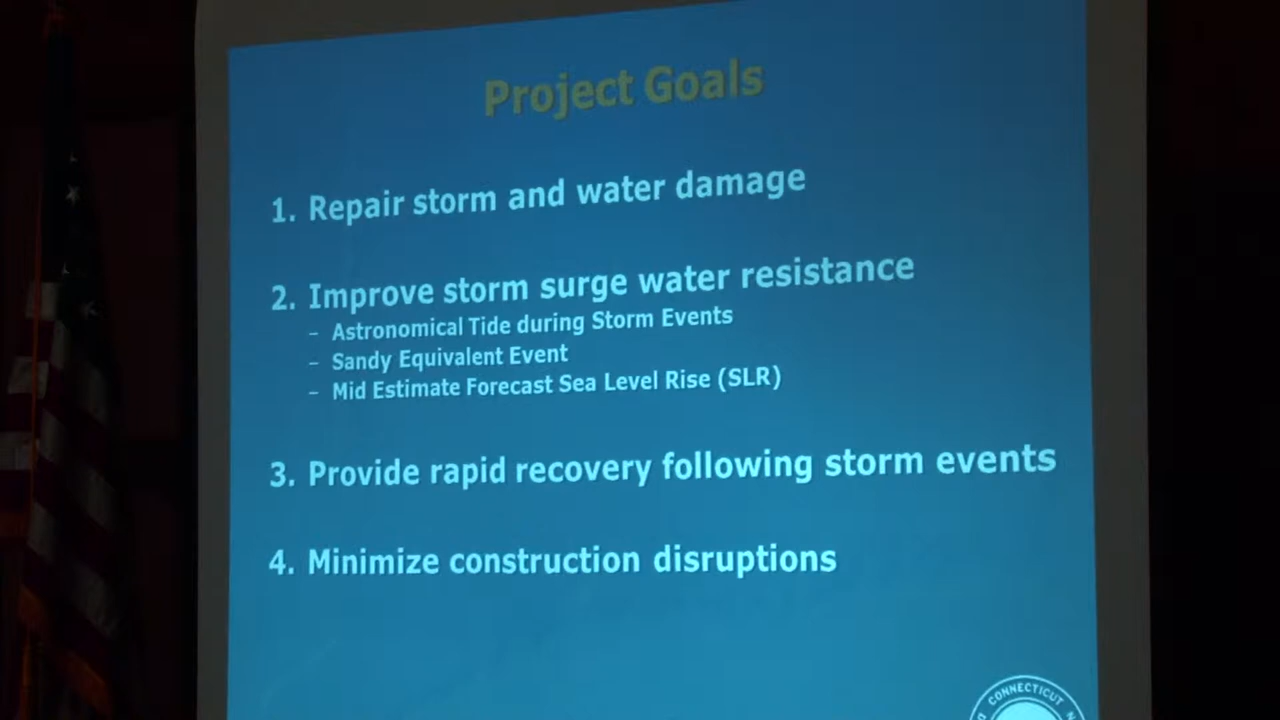 Project Goals
1. Repair storm and water damage
2. Improve storm surge water resistance
– Astronomical Tide during Storm Events
– Sandy Equivalent Event
– Mid Estimate Forecast Sea Level Rise (SLR)
3. Provide rapid recovery following storm events
4. Minimize construction disruptions
CONNECTICUT